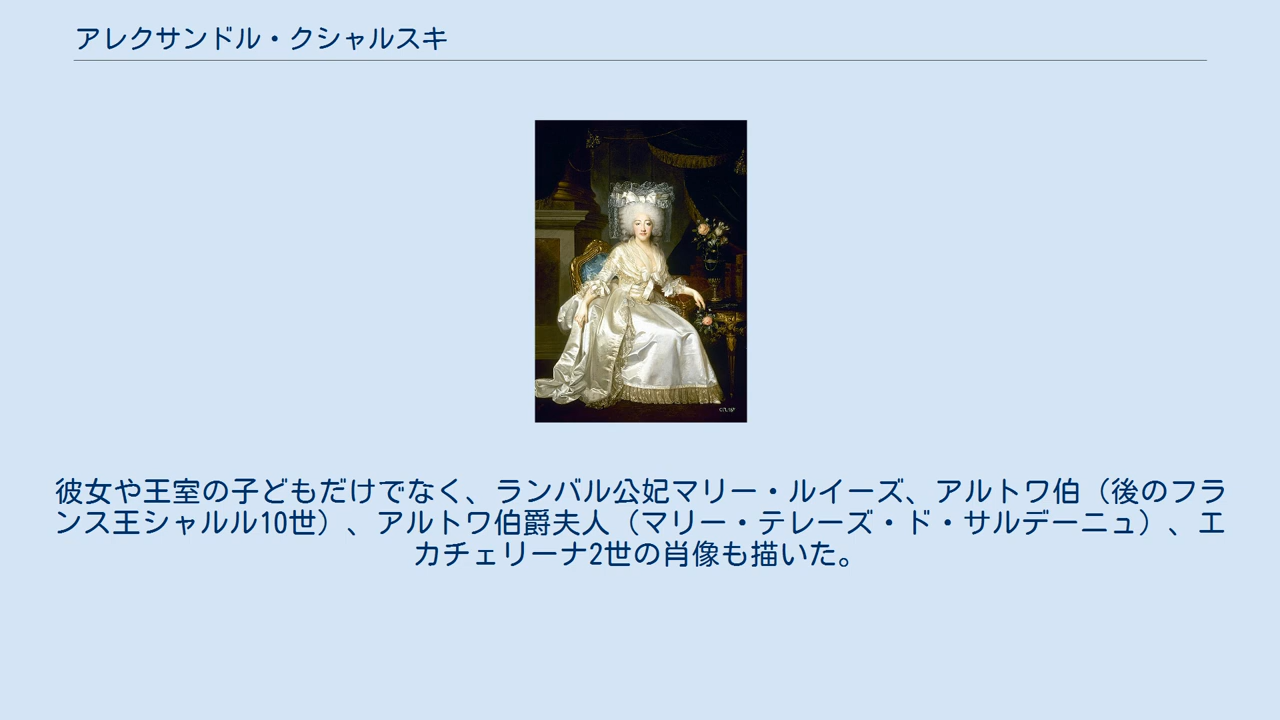 アレクサンドル・クシャルスキ
彼女や王室の子どもだけでなく、ランバル公妃マリー・ルイーズ、アルトワ伯（後のフラ
ンス王シャルル10世）、アルトワ伯爵夫人（マリー・テレーズ・ド・サルデーニュ）、エ
カチェリーナ2世の肖像も描いた。